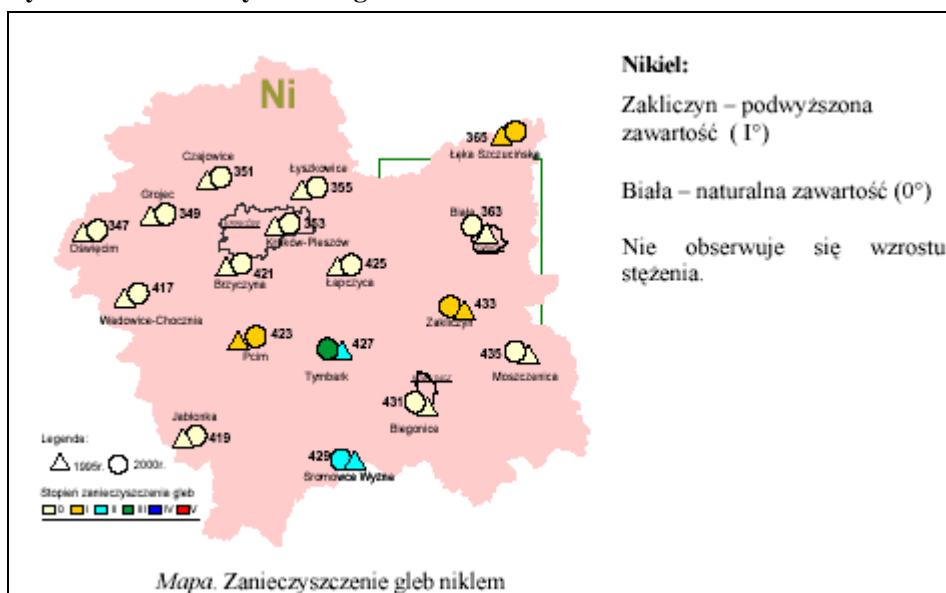 Ni
Nikiel:
Zakliczyn – podwyższona
zawartość ( I°)
Biała – naturalna zawartość (0°)
Nie obserwuje się wzrostu
stężenia.
365
Łęka Szczucińska
Czajowice
351
Łyszkowice
355
Grojec
349
347
Oświęcim
353
Kraków-Pleszów
Biała
363
421
Brzyczyna
425
Łapczyca
417
Wadowice-Chocznia
433
Zakliczyn
423
Pcim
427
Tymbark
435
Moszczenica
431
Biegonice
Jabłonka
419
429
Sromowce Wyżne
Legenda:
1995r. 2000r.
Stopień zanieczyszczenie gleb
0 I II III IV V
Mapa. Zanieczyszczenie gleb niklem